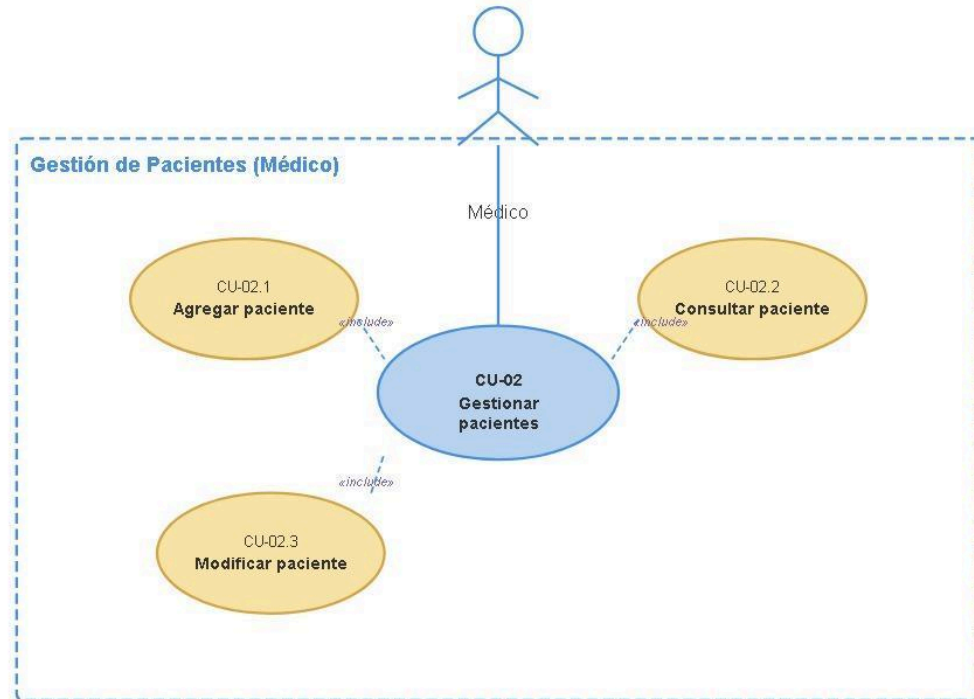 Gestión de Pacientes (Médico)
Médico
CU-02.1
Agregar paciente
CU-02.2
Consultar paciente
«include»
«include»
CU-02
Gestionar
pacientes
«include»
CU-02.3
Modificar paciente